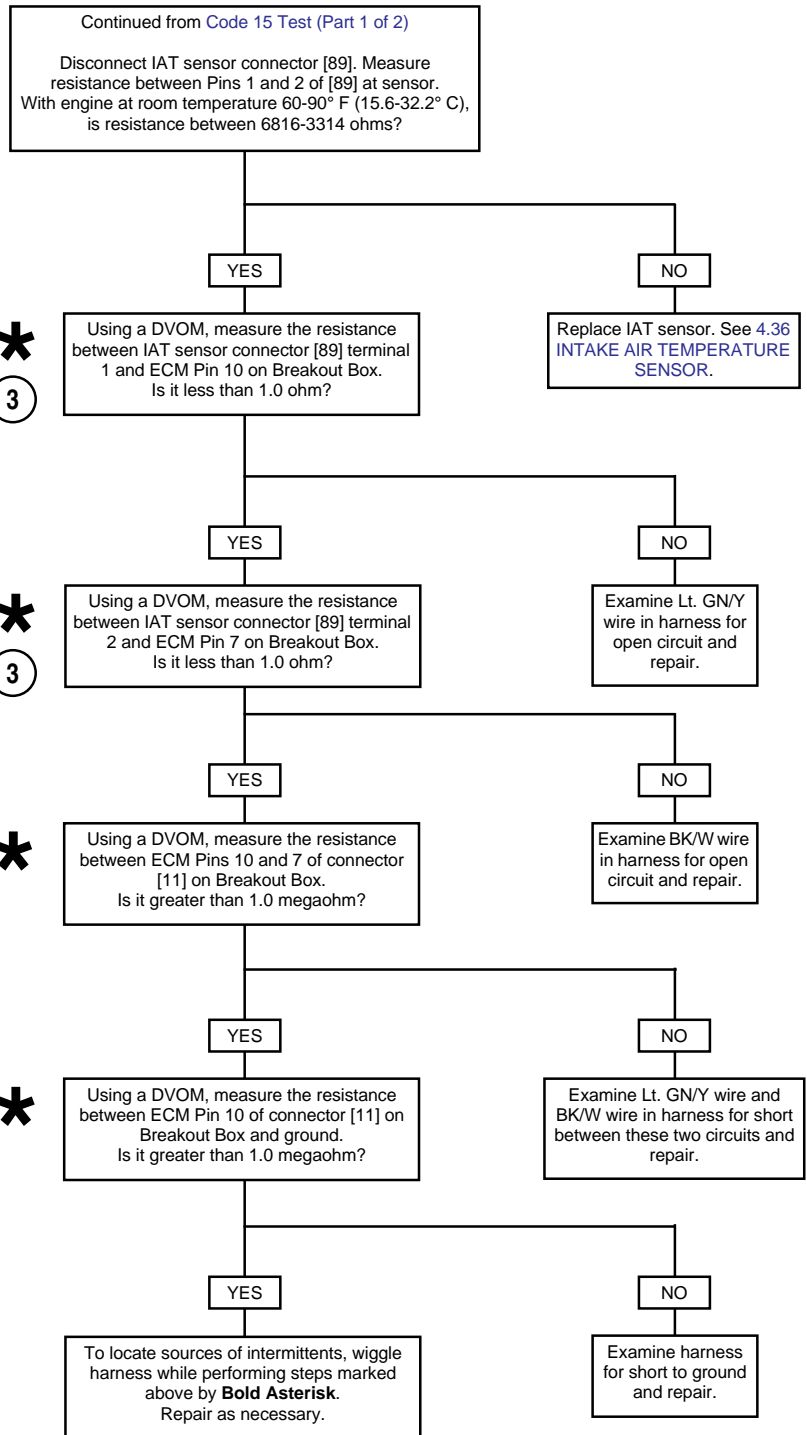 Continued from Code 15 Test (Part 1 of 2)
Disconnect IAT sensor connector [89]. Measure
resistance between Pins 1 and 2 of [89] at sensor.
With engine at room temperature 60-90° F (15.6-32.2° C),
is resistance between 6816-3314 ohms?
YES
NO
*
3
Using a DVOM, measure the resistance
between IAT sensor connector [89] terminal
1 and ECM Pin 10 on Breakout Box.
Is it less than 1.0 ohm?
Replace IAT sensor. See 4.36
INTAKE AIR TEMPERATURE
SENSOR.
YES
NO
*
3
Using a DVOM, measure the resistance
between IAT sensor connector [89] terminal
2 and ECM Pin 7 on Breakout Box.
Is it less than 1.0 ohm?
Examine Lt. GN/Y
wire in harness for
open circuit and
repair.
YES
NO
*
Using a DVOM, measure the resistance
between ECM Pins 10 and 7 of connector
[11] on Breakout Box.
Is it greater than 1.0 megaohm?
Examine BK/W wire
in harness for open
circuit and repair.
YES
NO
*
Using a DVOM, measure the resistance
between ECM Pin 10 of connector [11] on
Breakout Box and ground.
Is it greater than 1.0 megaohm?
Examine Lt. GN/Y wire and
BK/W wire in harness for short
between these two circuits and
repair.
YES
NO
To locate sources of intermittents, wiggle
harness while performing steps marked
above by Bold Asterisk.
Repair as necessary.
Examine harness
for short to ground
and repair.